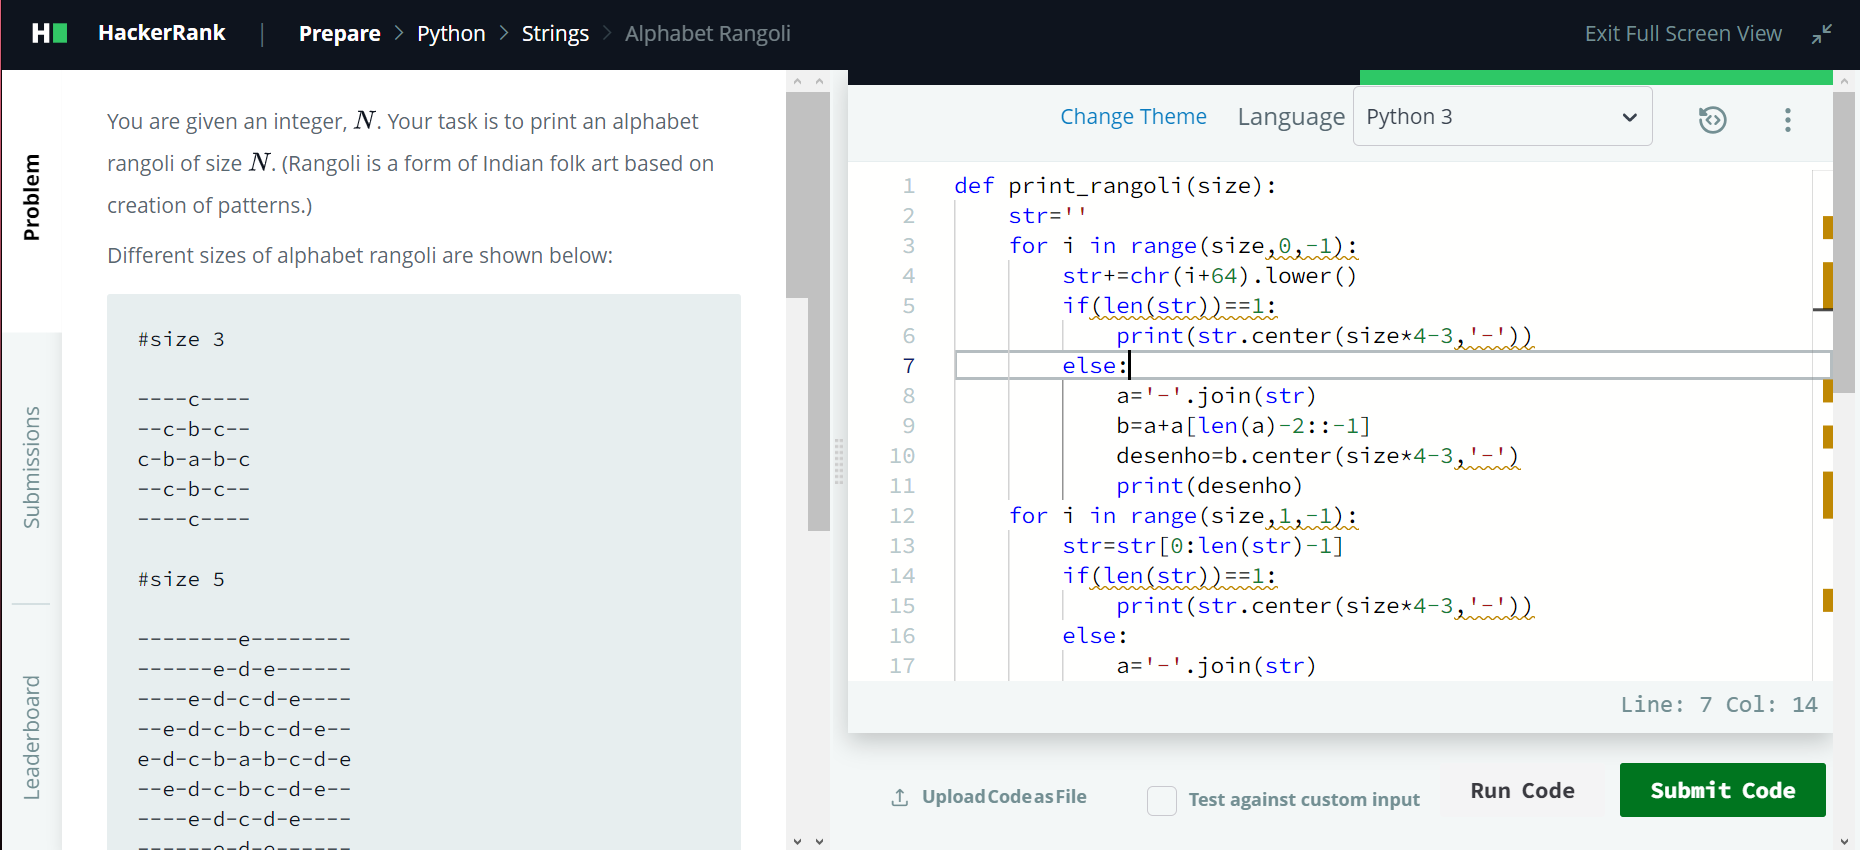 HackerRank | Prepare > Python > Strings > Alphabet Rangoli
Exit Full Screen View
Problem
Submissions
Leaderboard
You are given an integer, N. Your task is to print an alphabet
rangoli of size N. (Rangoli is a form of Indian folk art based on
creation of patterns.)
Different sizes of alphabet rangoli are shown below:
#size 3
----c----
--c-b-c--
c-b-a-b-c
--c-b-c--
----c----
#size 5
--------e--------
------e-d-e------
----e-d-c-d-e----
--e-d-c-b-c-d-e--
e-d-c-b-a-b-c-d-e
--e-d-c-b-c-d-e--
----e-d-c-d-e----
------e-d-e------
Change Theme Language Python 3
1 def print_rangoli(size):
2 str=''
3 for i in range(size,0,-1):
4 str+=chr(i+64).lower()
5 if(len(str))==1:
6 print(str.center(size*4-3,'-'))
7 else:
8 a='-'.join(str)
9 b=a+a[len(a)-2::-1]
10 desenho=b.center(size*4-3,'-')
11 print(desenho)
12 for i in range(size,1,-1):
13 str=str[0:len(str)-1]
14 if(len(str))==1:
15 print(str.center(size*4-3,'-'))
16 else:
17 a='-'.join(str)
Line: 7 Col: 14
Upload Code as File
Test against custom input
Run Code
Submit Code